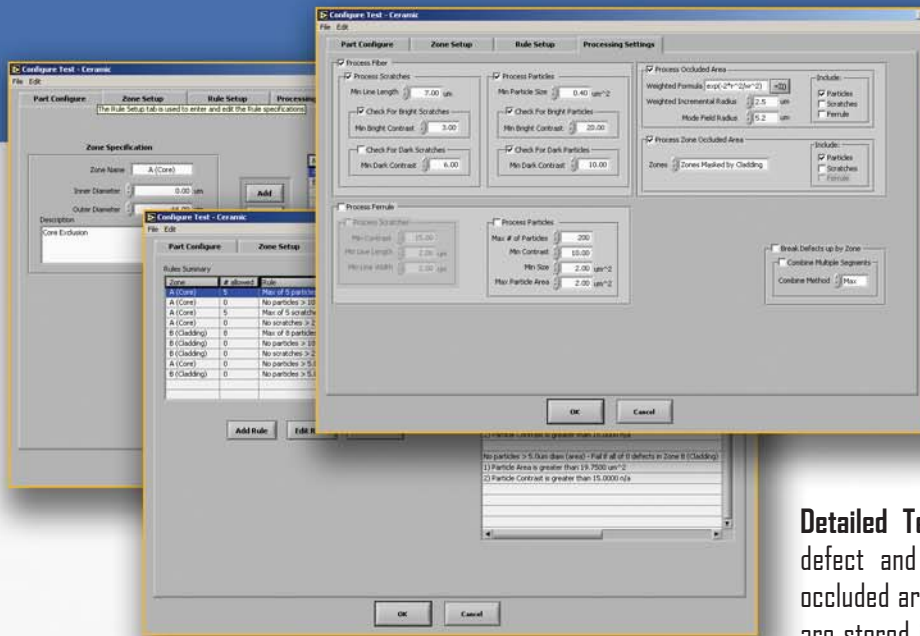 Configure Test - Ceramic
File Edit
Part Configure Zone Setup Rule Setup Processing Settings
Process Fiber
Process Scratches
Min Line Length 7.00 um
Check For Bright Scratches
Min Bright Contrast 3.00
Check For Dark Scratches
Min Dark Contrast 6.00
Process Particles
Min Particle Size 0.40 um^2
Check For Bright Particles
Min Bright Contrast 20.00
Check For Dark Particles
Min Dark Contrast 10.00
Process Occluded Area
Weighted Formula exp(-2*r^2/w^2)
Weighted Incremental Radius 2.5 um
Mode Field Radius 5.2 um
Include:
Particles
Scratches
Ferrule
Process Zone Occluded Area
Zones Zones Masked by Cladding
Include:
Particles
Scratches
Ferrule
Process Ferrule
Process Scratches
Min Contrast 15.00
Min Line Length 2.00 um
Min Line Width 2.00 um
Process Particles
Max # of Particles 200
Min Contrast 10.00
Min Size 2.00 um^2
Max Particle Area 2.00 um^2
Break Defects up by Zone
Combine Multiple Segments
Combine Method Max
OK Cancel
Configure Test - Ceramic
File Edit
Part Configure Zone Setup Rule Setup Processing
The Rule Setup tab is used to enter and edit the Rule specifications
Zone Specification
Zone Name A (Core)
Inner Diameter 0.00 um
Outer Diameter um
Description
Core Exclusion
Add
Configure Test - Ceramic
File Edit
Part Configure Zone Setup
Rules Summary
Zone # allowed Rule
A (Core) 5 Max of 5 particles
A (Core) 0 No particles > 10
A (Core) 5 Max of 5 scratche
A (Core) 0 No scratches > 2
B (Cladding) 8 Max of 8 particles
B (Cladding) 0 No particles > 10
B (Cladding) 0 No scratches > 2
A (Core) 0 No particles > 5.0
B (Cladding) 0 No particles > 5.0
Add Rule Edit R
2) Particle Contrast is greater than 15.0000 n/a
No particles > 5.0um diam (area) - Fail if all of 0 defects in Zone B (Cladding)
1) Particle Area is greater than 19.7500 um^2
2) Particle Contrast is greater than 15.0000 n/a
OK Cancel
Detailed
defect and
occluded
are stored